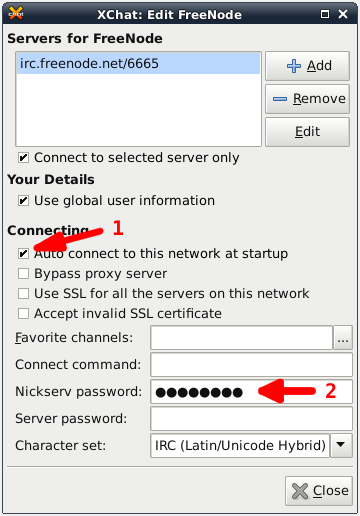 XChat: Edit FreeNode
Servers for FreeNode
irc.freenode.net/6665
Add
Remove
Edit
Connect to selected server only
Your Details
Use global user information
Connecting
1
Auto connect to this network at startup
Bypass proxy server
Use SSL for all the servers on this network
Accept invalid SSL certificate
Favorite channels:
...
Connect command:
Nickserv password: ●●●●●●●● 2
Server password:
Character set: IRC (Latin/Unicode Hybrid)
Close